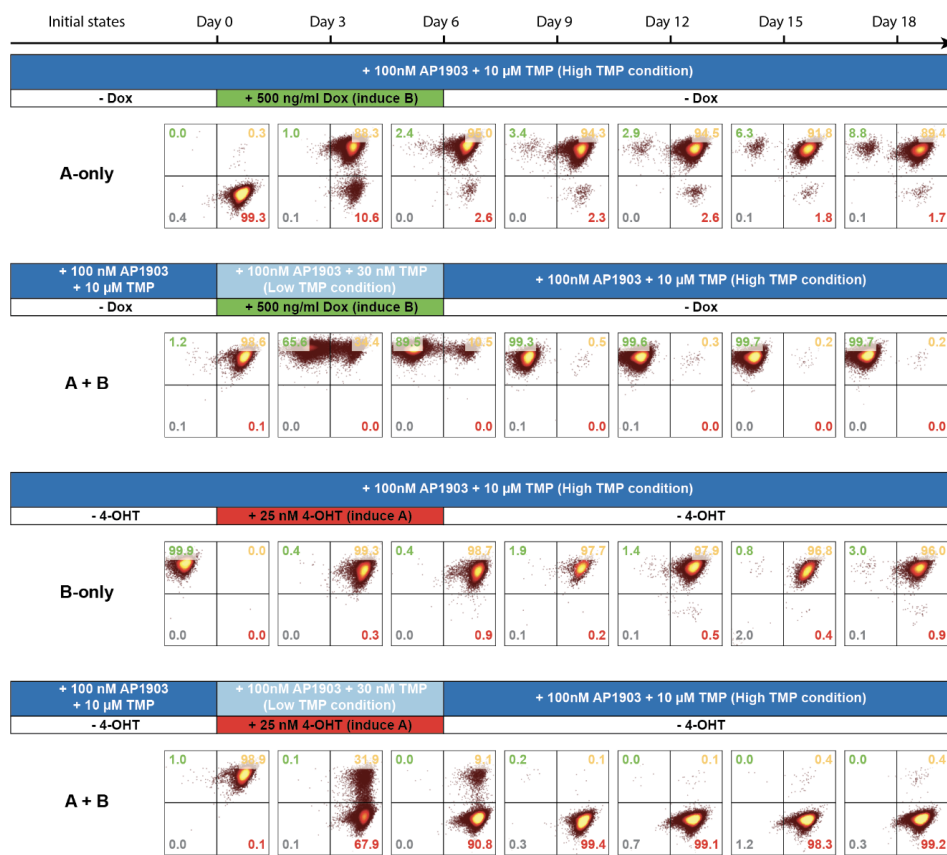 Initial states Day 0 Day 3 Day 6 Day 9 Day 12 Day 15 Day 18
+ 100nM AP1903 + 10 µM TMP (High TMP condition)
- Dox + 500 ng/ml Dox (induce B) - Dox
0.0 0.3 1.0 88.3 2.4 95.0 3.4 94.3 2.9 94.5 6.3 91.8 8.8 89.4
A-only
0.4 99.3 0.1 10.6 0.0 2.6 0.0 2.3 0.0 2.6 0.1 1.8 0.1 1.7
+ 100 nM AP1903 + 100nM AP1903 + 30 nM TMP + 100nM AP1903 + 10 µM TMP (High TMP condition)
+ 10 µM TMP (Low TMP condition)
- Dox + 500 ng/ml Dox (induce B) - Dox
1.2 98.6 65.6 34.4 89.5 10.5 99.3 0.5 99.6 0.3 99.7 0.2 99.7 0.2
A + B
0.1 0.1 0.0 0.0 0.0 0.0 0.1 0.0 0.1 0.0 0.0 0.0 0.0 0.0
+ 100nM AP1903 + 10 µM TMP (High TMP condition)
- 4-OHT + 25 nM 4-OHT (induce A) - 4-OHT
99.9 0.0 0.4 99.3 0.4 98.7 1.9 97.7 1.4 97.9 0.8 96.8 3.0 96.0
B-only
0.0 0.0 0.0 0.3 0.0 0.9 0.1 0.2 0.1 0.5 2.0 0.4 0.1 0.9
+ 100 nM AP1903 + 100nM AP1903 + 30 nM TMP + 100nM AP1903 + 10 µM TMP (High TMP condition)
+ 10 µM TMP (Low TMP condition)
- 4-OHT + 25 nM 4-OHT (induce A) - 4-OHT
1.0 98.9 0.1 31.9 0.0 9.1 0.2 0.1 0.0 0.1 0.0 0.4 0.0 0.4
A + B
0.0 0.1 0.1 67.9 0.0 90.8 0.3 99.4 0.7 99.1 1.2 98.3 0.3 99.2